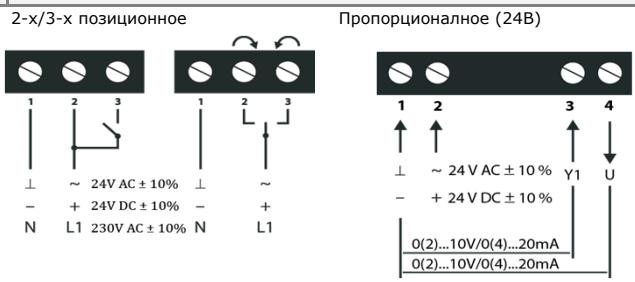 2-х/3-х позиционное
Пропорционалное (24В)
1 2 3
1 2 3
1 2 3 4
⊥ ~ 24V AC ± 10% ⊥ ~
− + 24V DC ± 10% − +
N L1 230V AC ± 10% N L1
⊥ ~ 24 V AC ± 10 % Y1 U
− + 24 V DC ± 10 %
0(2)...10V/0(4)...20mA
0(2)...10V/0(4)...20mA